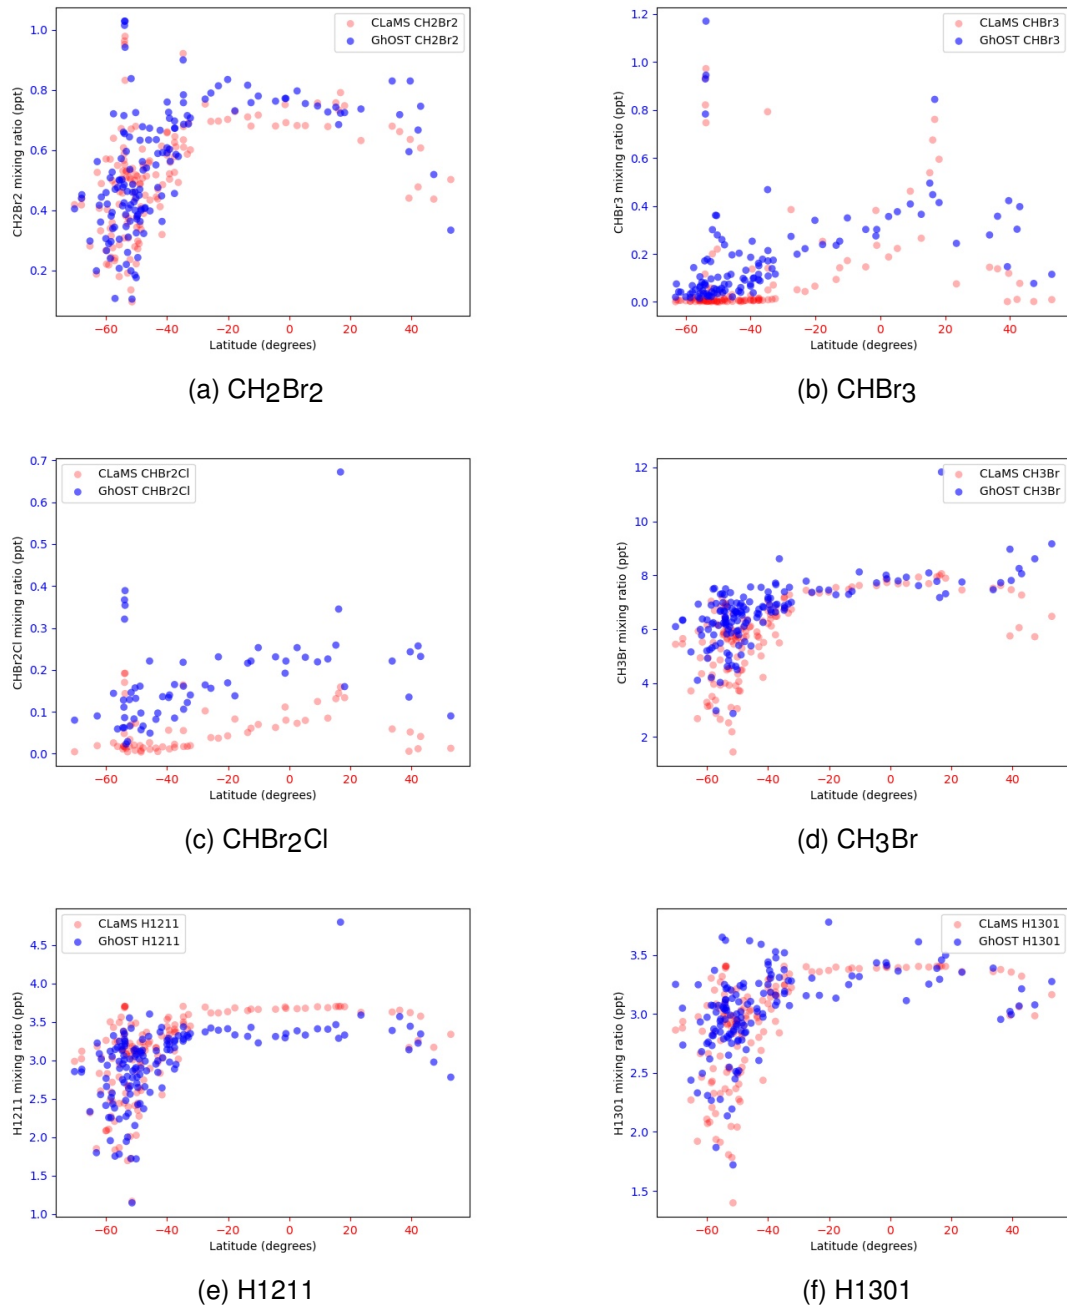 CLaMS CH2Br2
GhOST CH2Br2
1.0
0.8
0.6
0.4
0.2
CH2Br2 mixing ratio (ppt)
−60 −40 −20 0 20 40
Latitude (degrees)
(a) CH2Br2
CLaMS CHBr3
GhOST CHBr3
1.2
1.0
0.8
0.6
0.4
0.2
0.0
CHBr3 mixing ratio (ppt)
−60 −40 −20 0 20 40
Latitude (degrees)
(b) CHBr3
CLaMS CHBr2Cl
GhOST CHBr2Cl
0.7
0.6
0.5
0.4
0.3
0.2
0.1
0.0
CHBr2Cl mixing ratio (ppt)
−60 −40 −20 0 20 40
Latitude (degrees)
(c) CHBr2Cl
CLaMS CH3Br
GhOST CH3Br
12
10
8
6
4
2
CH3Br mixing ratio (ppt)
−60 −40 −20 0 20 40
Latitude (degrees)
(d) CH3Br
CLaMS H1211
GhOST H1211
4.5
4.0
3.5
3.0
2.5
2.0
1.5
1.0
H1211 mixing ratio (ppt)
−60 −40 −20 0 20 40
Latitude (degrees)
(e) H1211
CLaMS H1301
GhOST H1301
3.5
3.0
2.5
2.0
1.5
H1301 mixing ratio (ppt)
−60 −40 −20 0 20 40
Latitude (degrees)
(f) H1301